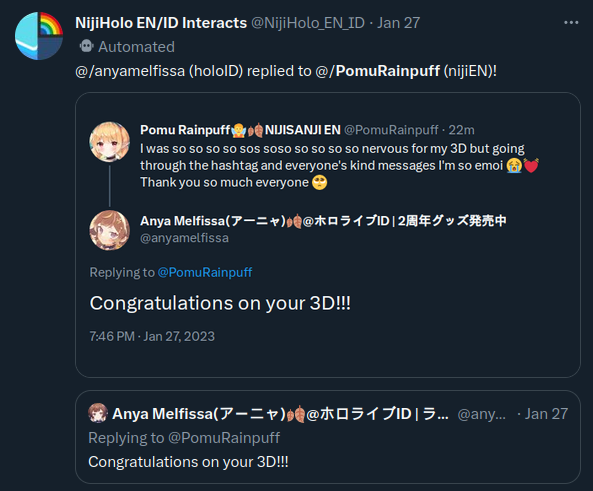 NijiHolo EN/ID Interacts @NijiHolo_EN_ID · Jan 27
Automated
@/anyamelfissa (holoID) replied to @/PomuRainpuff (nijiEN)!
Pomu Rainpuff🧚🍂NIJISANJI EN @PomuRainpuff · 22m
I was so so so so so sos soso so so so so so nervous for my 3D but going
through the hashtag and everyone's kind messages I'm so emoi 😭💓
Thank you so much everyone 🥹
Anya Melfissa(アーニャ)🍂@ホロライブID | 2周年グッズ発売中
@anyamelfissa
Replying to @PomuRainpuff
Congratulations on your 3D!!!
7:46 PM · Jan 27, 2023
Anya Melfissa(アーニャ)🍂@ホロライブID | ラ... @any... · Jan 27
Replying to @PomuRainpuff
Congratulations on your 3D!!!